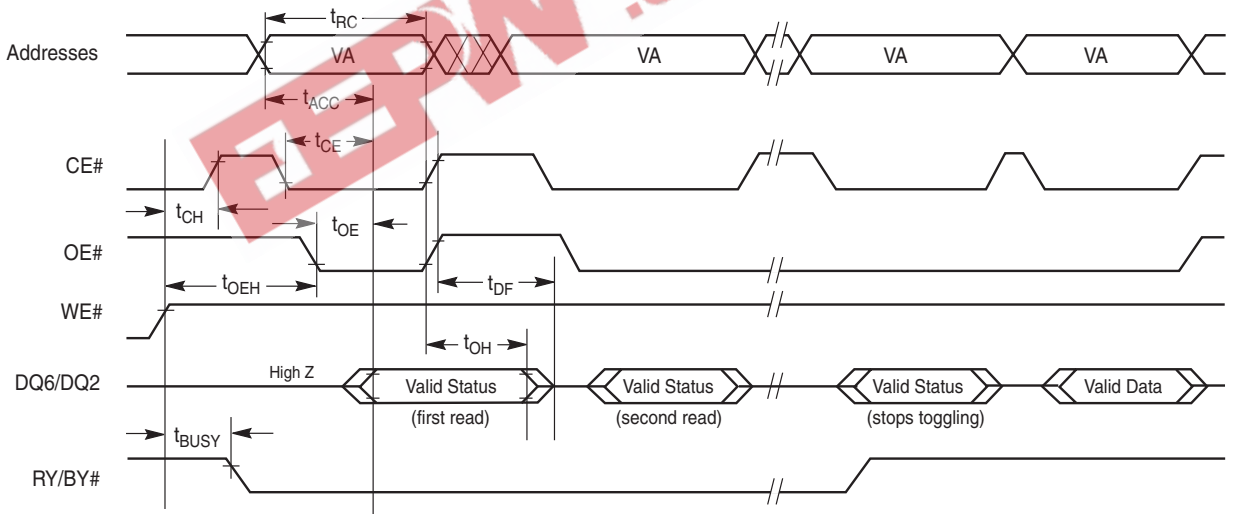 tRC
Addresses VA VA VA VA
tACC
tCE
CE#
tCH
tOE
OE#
tOEH
tDF
WE#
tOH
DQ6/DQ2 High Z Valid Status Valid Status Valid Status Valid Data
(first read) (second read) (stops toggling)
tBUSY
RY/BY#